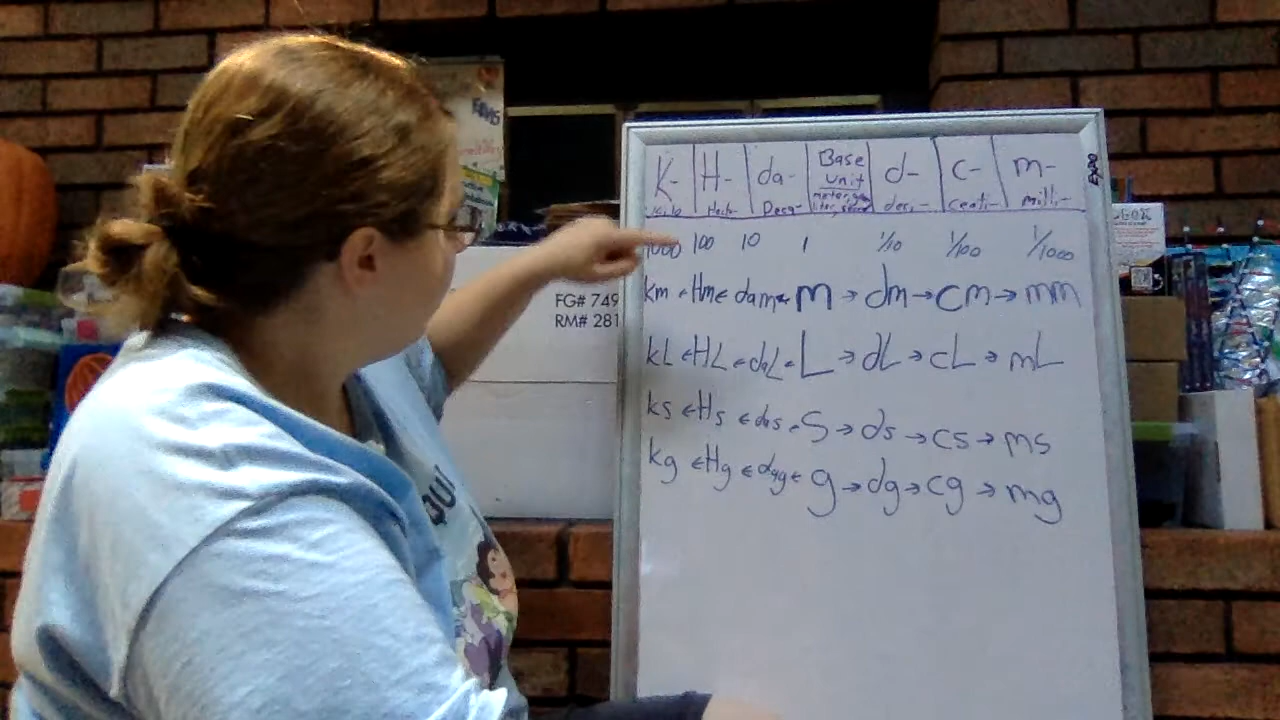 K- H- da- Base Unit d- c- m-
kilo Hecto- Deca- meter, liter, deci- centi- milli-
1000 100 10 1 1/10 1/100 1/1000
km ← Hm ← dam ← m → dm → cm → mm
kL ← HL ← daL ← L → dL → cL → mL
ks ← Hs ← das ← S → ds → cs → ms
kg ← Hg ← dag ← g → dg → cg → mg
EXPO
FG# 749
RM# 281
QUI